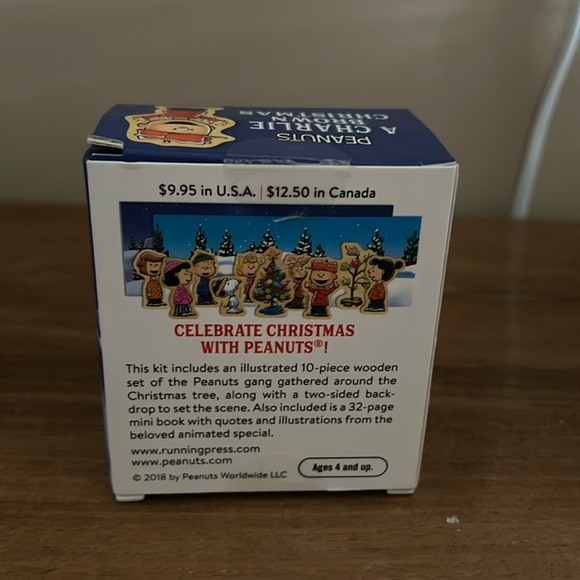 PEANUTS
A CHARLIE
BROWN
CHRISTMAS
$9.95 in U.S.A. | $12.50 in Canada
CELEBRATE CHRISTMAS
WITH PEANUTS®!
This kit includes an illustrated 10-piece wooden
set of the Peanuts gang gathered around the
Christmas tree, along with a two-sided back-
drop to set the scene. Also included is a 32-page
mini book with quotes and illustrations from the
beloved animated special.
www.runningpress.com
www.peanuts.com
© 2018 by Peanuts Worldwide LLC
Ages 4 and up.